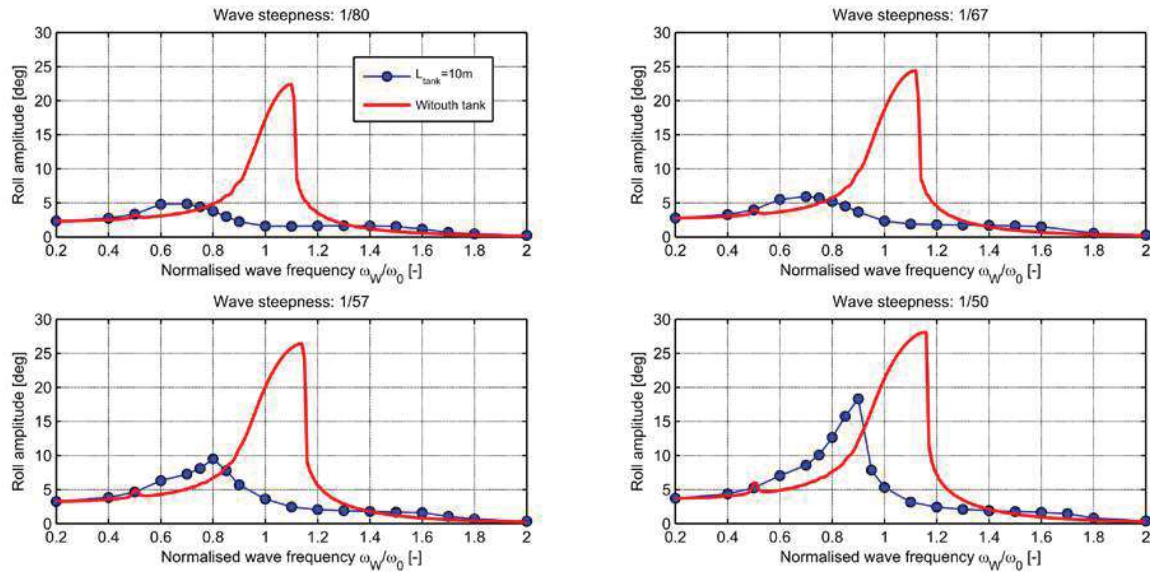 Wave steepness: 1/80
30
25
20
15
10
5
0
Roll amplitude [deg]
L_tank=10m
Witouth tank
0.2 0.4 0.6 0.8 1 1.2 1.4 1.6 1.8 2
Normalised wave frequency ω_W/ω_0 [-]
Wave steepness: 1/67
30
25
20
15
10
5
0
Roll amplitude [deg]
0.2 0.4 0.6 0.8 1 1.2 1.4 1.6 1.8 2
Normalised wave frequency ω_W/ω_0 [-]
Wave steepness: 1/57
30
25
20
15
10
5
0
Roll amplitude [deg]
0.2 0.4 0.6 0.8 1 1.2 1.4 1.6 1.8 2
Normalised wave frequency ω_W/ω_0 [-]
Wave steepness: 1/50
30
25
20
15
10
5
0
Roll amplitude [deg]
0.2 0.4 0.6 0.8 1 1.2 1.4 1.6 1.8 2
Normalised wave frequency ω_W/ω_0 [-]